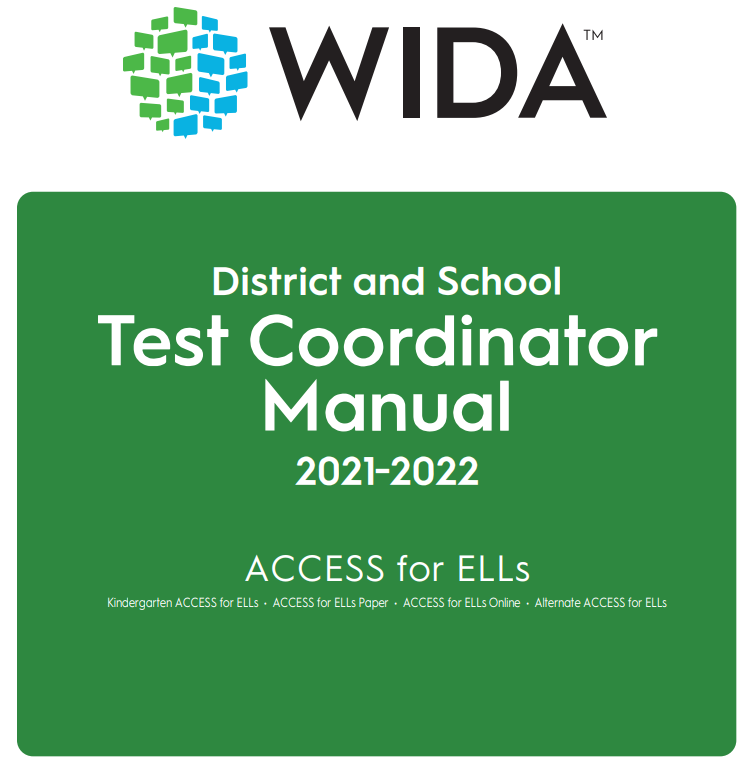 WIDA™
District and School
Test Coordinator
Manual
2021-2022
ACCESS for ELLs
Kindergarten ACCESS for ELLs · ACCESS for ELLs Paper · ACCESS for ELLs Online · Alternate ACCESS for ELLs